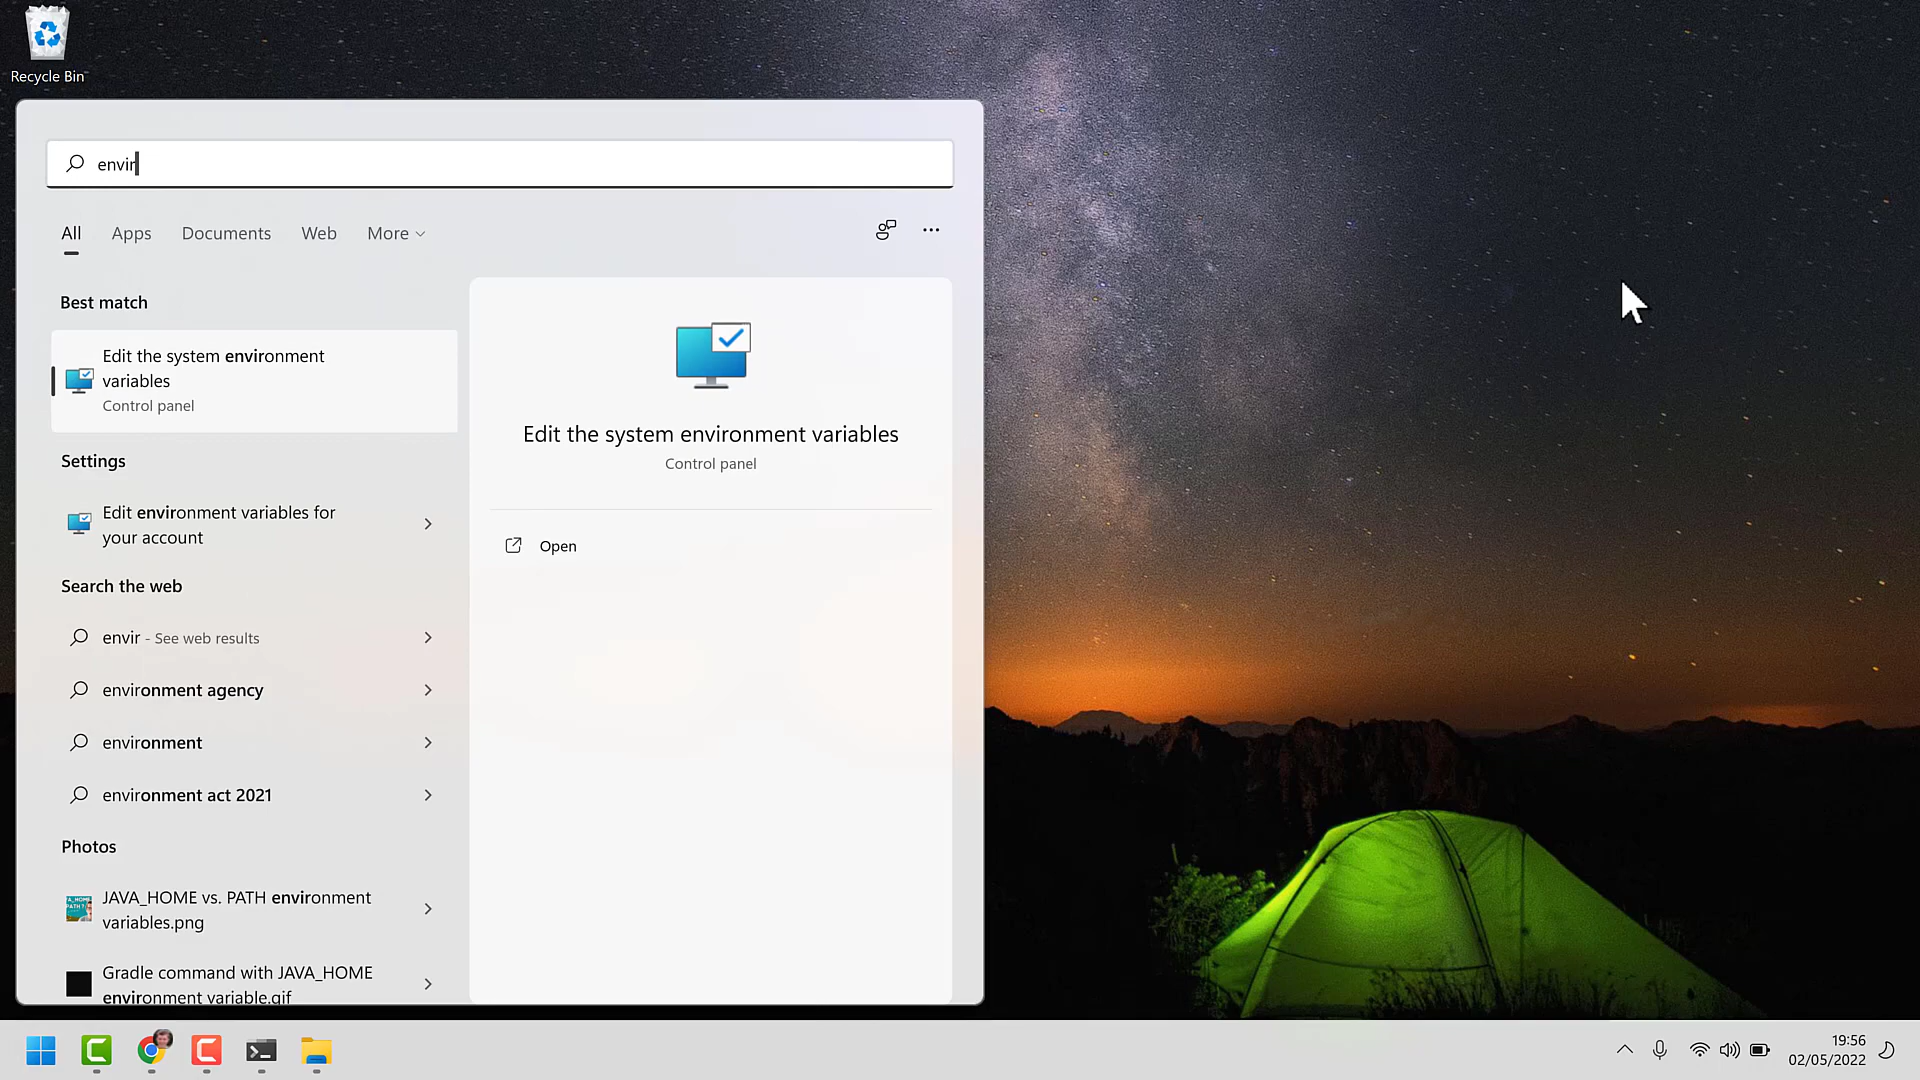 Recycle Bin
envir
All Apps Documents Web More
Best match
Edit the system environment
variables
Control panel
Edit the system environment variables
Control panel
Open
Settings
Edit environment variables for
your account
Search the web
envir - See web results
environment agency
environment
environment act 2021
Photos
JAVA_HOME vs. PATH environment
variables.png
Gradle command with JAVA_HOME
environment variable.gif
19:56
02/05/2022